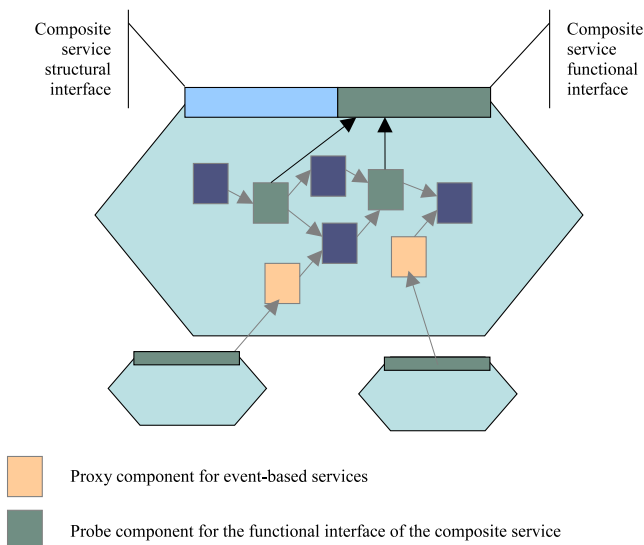 Composite
service
structural
interface
Composite
service
functional
interface
Proxy component for event-based services
Probe component for the functional interface of the composite service